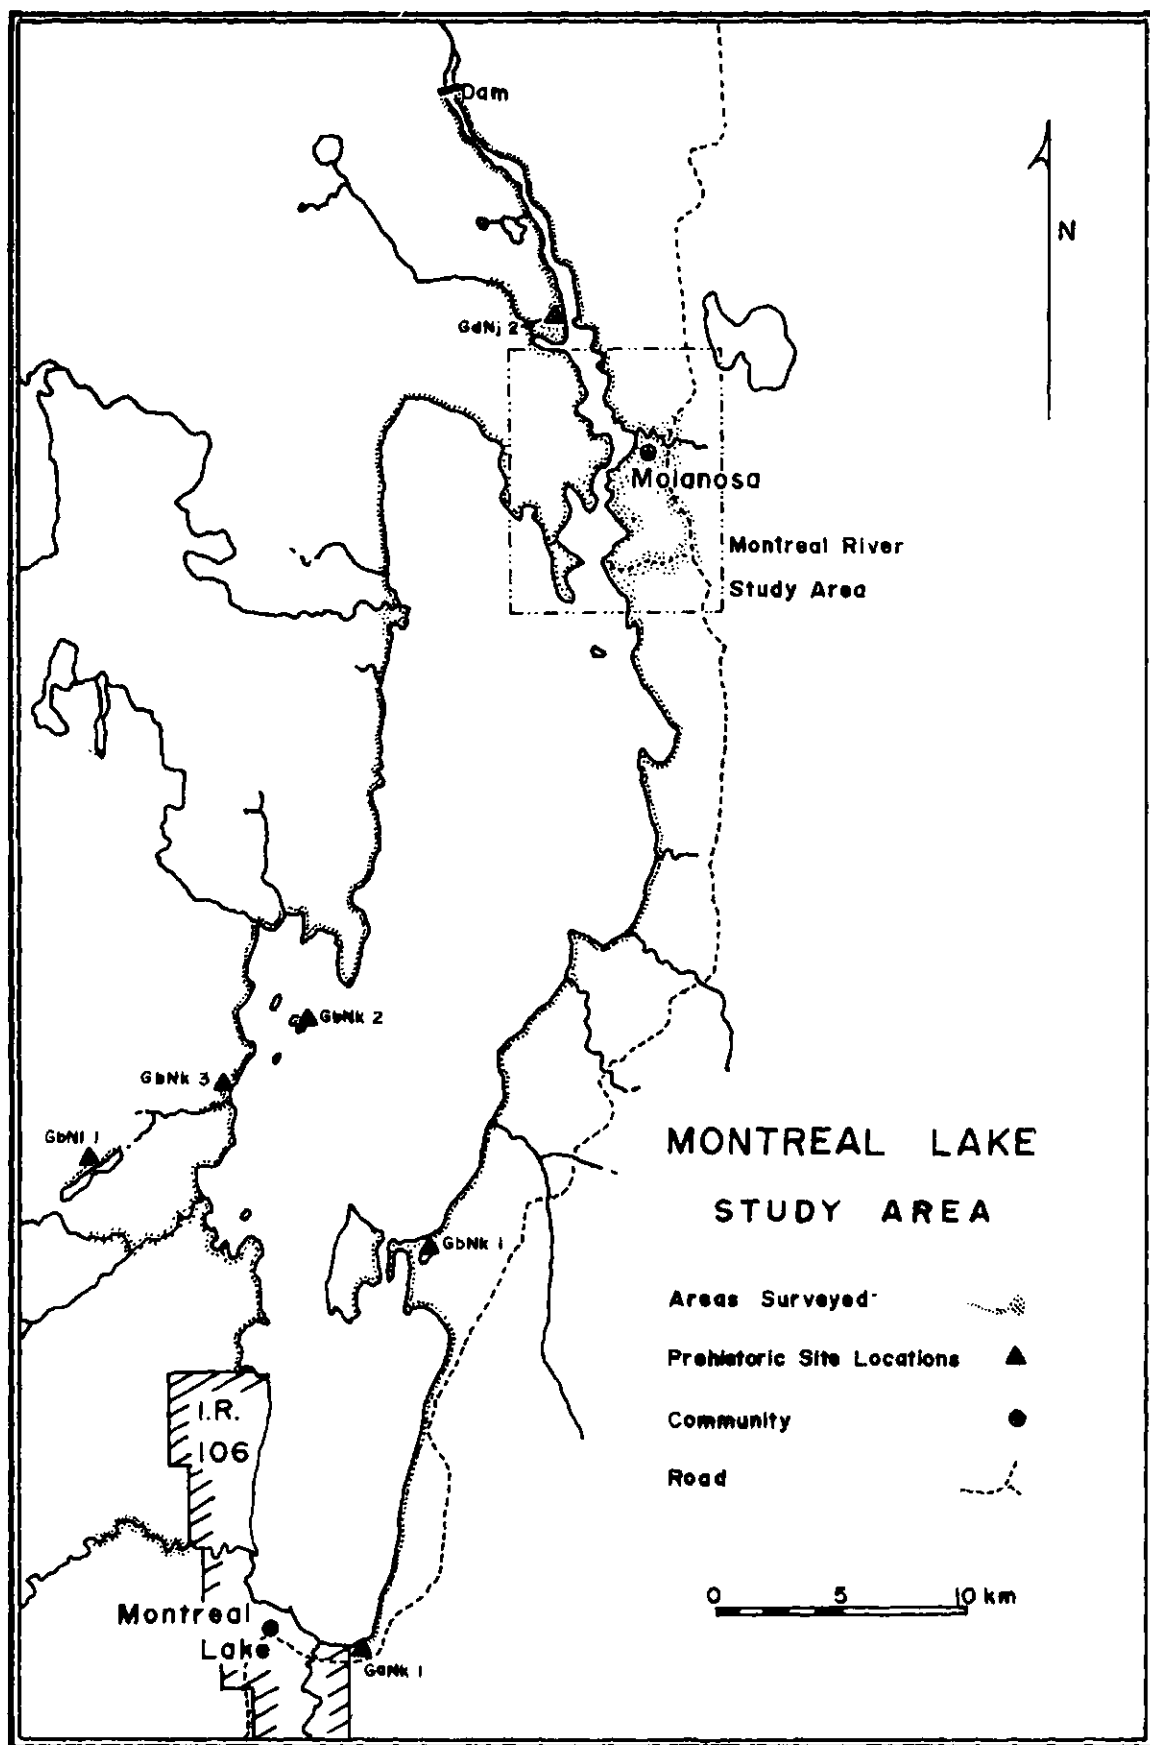 Dam
N
GdNj 2
Molanosa
Montreal River
Study Area
GbNk 2
GbNk 3
GbNl 1
MONTREAL LAKE
STUDY AREA
GbNk 1
Areas Surveyed
Prehistoric Site Locations
Community
Road
I.R.
106
0 5 10 km
Montreal
Lake
GaNk 1